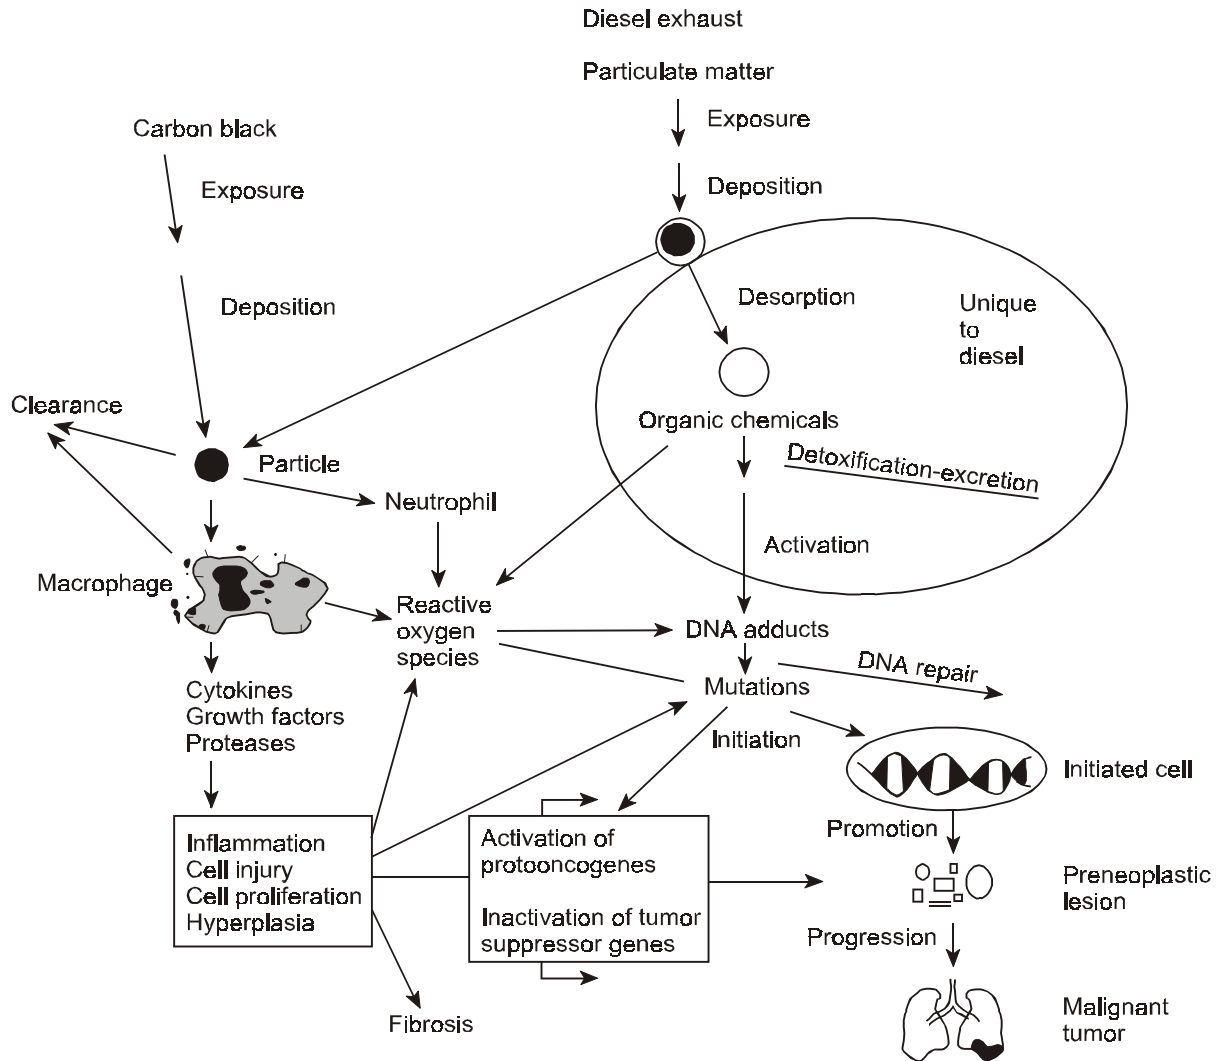 Diesel exhaust
Particulate matter
Exposure
Carbon black
Exposure
Deposition
Deposition
Desorption
Unique
to
diesel
Clearance
Organic chemicals
Particle
Detoxification-excretion
Neutrophil
Activation
Macrophage
Reactive
oxygen
species
DNA adducts
DNA repair
Cytokines
Growth factors
Proteases
Mutations
Initiation
Initiated cell
Inflammation
Cell injury
Cell proliferation
Hyperplasia
Activation of
protooncogenes
Inactivation of tumor
suppressor genes
Promotion
Preneoplastic
lesion
Progression
Fibrosis
Malignant
tumor